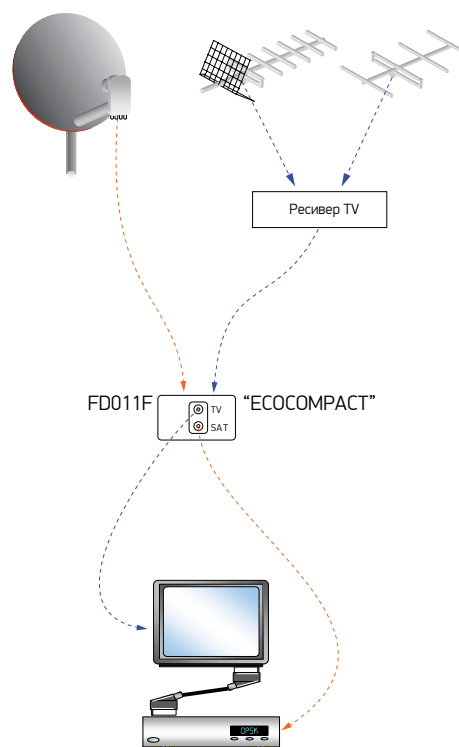 Ресивер TV
FD011F "ECOCOMPACT"
TV
SAT
QPSK